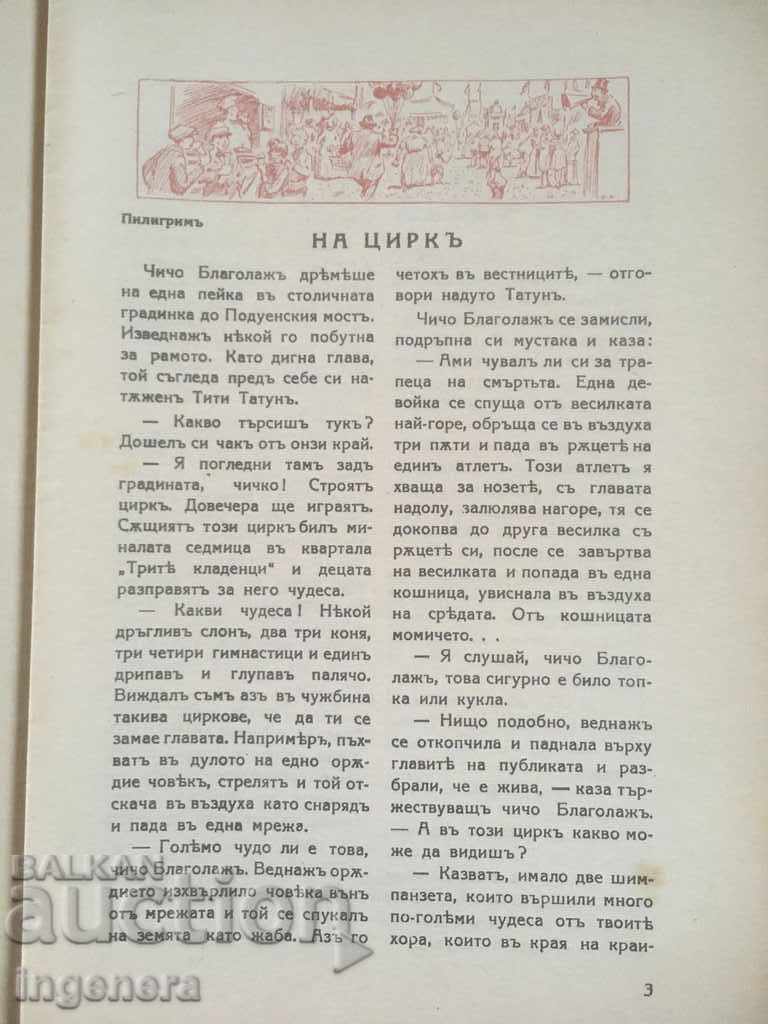 Пилигримъ
НА ЦИРКЪ
Чичо Благолажъ дрѣмѣше
на една пейка въ столичната
градинка до Подуенския мостъ.
Изведнажъ нѣкой го побутна
за рамото. Като дигна глава,
той съгледа предъ себе си на-
тѫженъ Тити Татунъ.
— Какво търсишъ тукъ?
Дошелъ си чакъ отъ онзи край.
— Я погледни тамъ задъ
градината, чичко! Строятъ
циркъ. Довечера ще играятъ.
Сѫщиятъ този циркъ билъ ми-
налата седмица въ квартала
„Тритѣ кладенци“ и децата
разправятъ за него чудеса.
— Какви чудеса! Нѣкой
дръгливъ слонъ, два три коня,
три четири гимнастици и единъ
дрипавъ и глупавъ палячо.
Виждалъ съмъ азъ въ чужбина
такива циркове, че да ти се
замае главата. Напримѣръ, пъх-
ватъ въ дулото на едно орѫ-
дие човѣкъ, стрелятъ и той от-
скача въ въздуха като снарядъ
и пада въ една мрежа.
— Голѣмо чудо ли е това,
чичо Благолажъ. Веднажъ орѫ-
дието изхвърлило човѣка вънъ
отъ мрежата и той се спукалъ
на земята като жаба. Азъ го
четохъ въ вестницитѣ, — отго-
вори надуто Татунъ.
Чичо Благолажъ се замисли,
подръпна си мустака и каза:
— Ами чувалъ ли си за тра-
пеца на смъртьта. Една де-
войка се спуща отъ весилката
най-горе, обръща се въ въздуха
три пѫти и пада въ рѫцетѣ на
единъ атлетъ. Този атлетъ я
хваща за нозетѣ, съ главата
надолу, залюлява нагоре, тя се
докопва до друга весилка съ
рѫцетѣ си, после се завъртва
на весилката и попада въ една
кошница, увиснала въ въздуха
на срѣдата. Отъ кошницата
момичето. . .
— Я слушай, чичо Благо-
лажъ, това сигурно е било топ-
ка или кукла.
— Нищо подобно, веднажъ
се откопчила и паднала върху
главитѣ на публиката и раз-
брали, че е жива, — каза тър-
жествуващъ чичо Благолажъ.
— А въ този циркъ какво мо-
же да видишъ?
— Казватъ, имало две шим-
панзета, които вършили много
по-голѣми чудеса отъ твоитѣ
хора, които въ края на краи-
3
BALKAN
auction
ingenera
ingenera